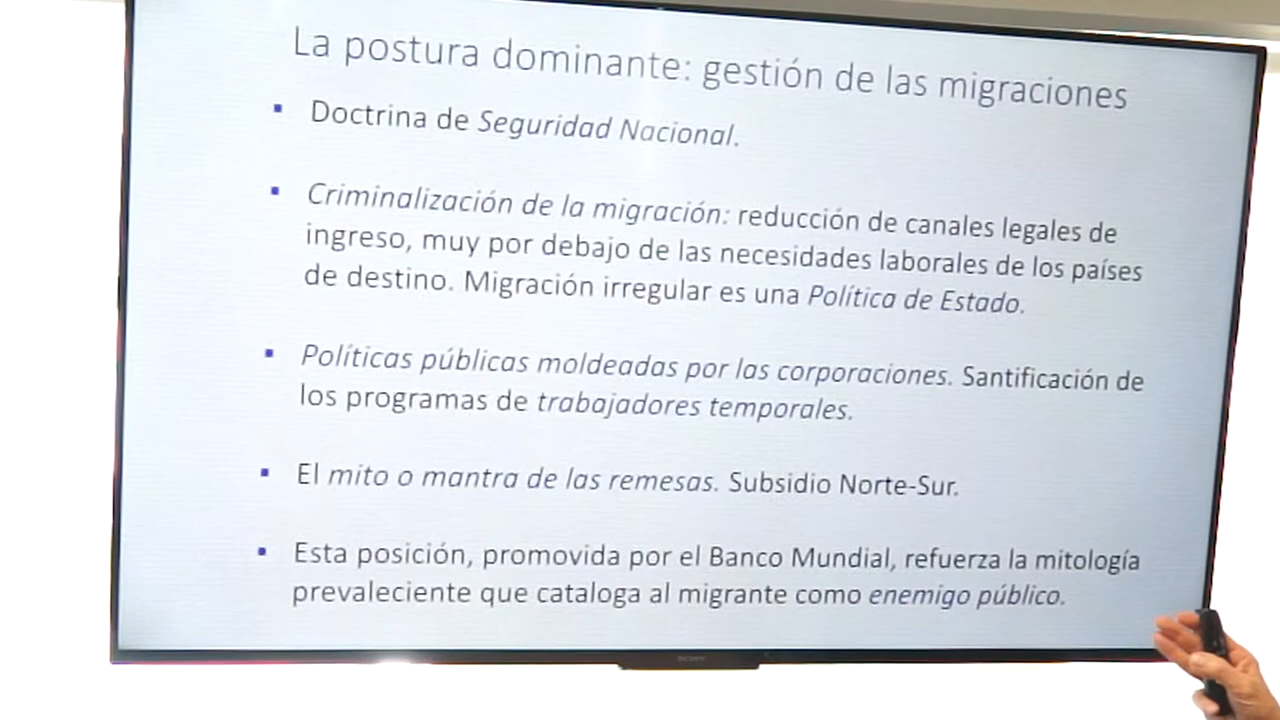 La postura dominante: gestión de las migraciones
▪ Doctrina de Seguridad Nacional.
▪ Criminalización de la migración: reducción de canales legales de
ingreso, muy por debajo de las necesidades laborales de los países
de destino. Migración irregular es una Política de Estado.
▪ Políticas públicas moldeadas por las corporaciones. Santificación de
los programas de trabajadores temporales.
▪ El mito o mantra de las remesas. Subsidio Norte-Sur.
▪ Esta posición, promovida por el Banco Mundial, refuerza la mitología
prevaleciente que cataloga al migrante como enemigo público.
SONY